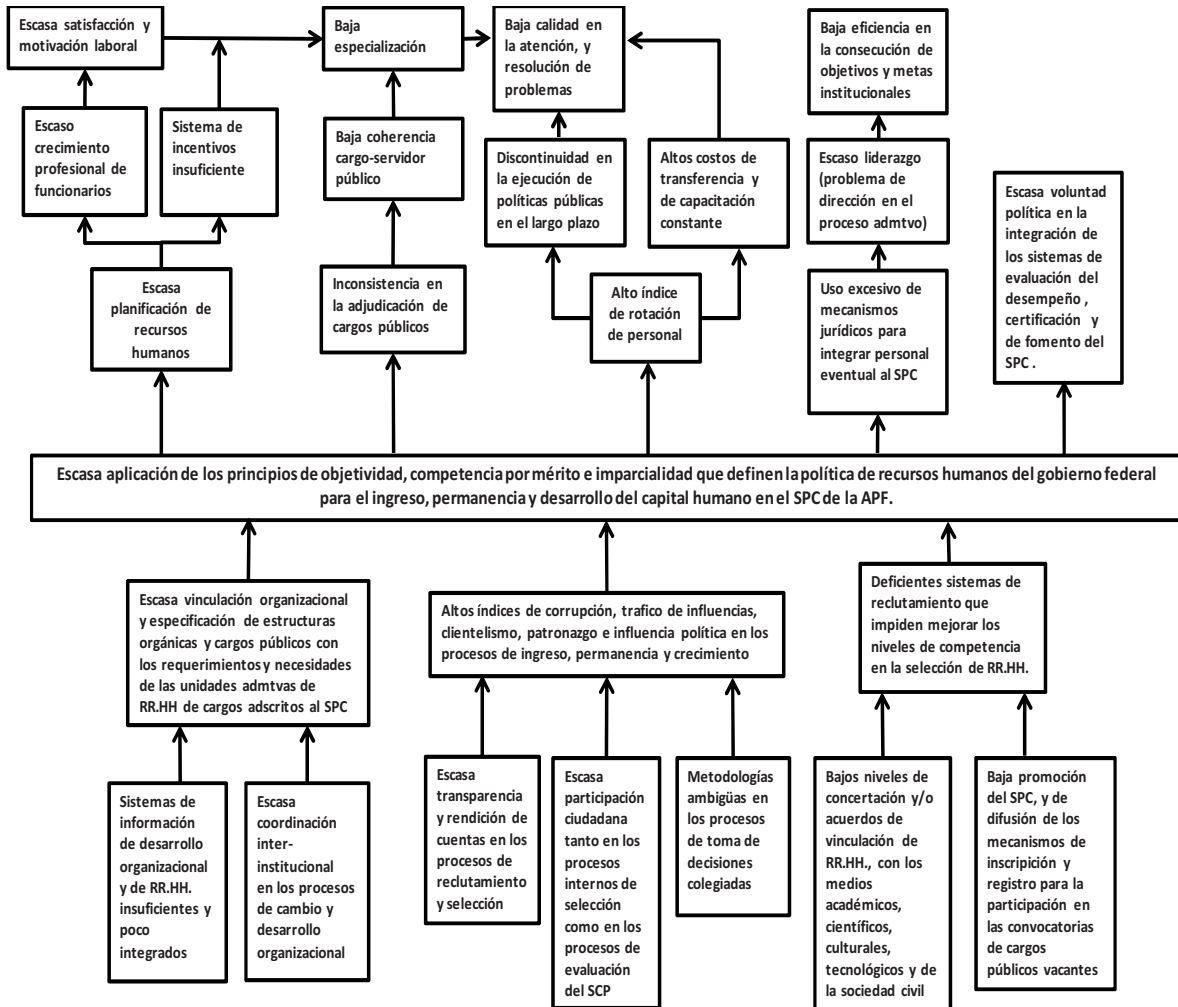 Escasa satisfacción y
motivación laboral
Baja
especialización
Baja calidad en
la atención, y
resolución de
problemas
Baja eficiencia en
la consecución de
objetivos y metas
institucionales
Escaso
crecimiento
profesional de
funcionarios
Sistema de
incentivos
insuficiente
Baja coherencia
cargo-servidor
público
Discontinuidad en
la ejecución de
políticas públicas
en el largo plazo
Altos costos de
transferencia y
de capacitación
constante
Escaso liderazgo
(problema de
dirección en el
proceso admtvo)
Escasa voluntad
política en la
integración de
los sistemas de
evaluación del
desempeño ,
certificación y
de fomento del
SPC .
Escasa
planificación de
recursos
humanos
Inconsistencia en
la adjudicación de
cargos públicos
Alto índice
de rotación
de personal
Uso excesivo de
mecanismos
jurídicos para
integrar personal
eventual al SPC
Escasa aplicación de los principios de objetividad, competencia por mérito e imparcialidad que definen la política de recursos humanos del gobierno federal
para el ingreso, permanencia y desarrollo del capital humano en el SPC de la APF.
Escasa vinculación organizacional
y especificación de estructuras
orgánicas y cargos públicos con
los requerimientos y necesidades
de las unidades admtvas de
RR.HH de cargos adscritos al SPC
Altos índices de corrupción, trafico de influencias,
clientelismo, patronazgo e influencia política en los
procesos de ingreso, permanencia y crecimiento
Deficientes sistemas de
reclutamiento que
impiden mejorar los
niveles de competencia
en la selección de RR.HH.
Sistemas de
información
de desarrollo
organizacional
y de RR.HH.
insuficientes y
poco
integrados
Escasa
coordinación
inter-
institucional
en los procesos
de cambio y
desarrollo
organizacional
Escasa
transparencia
y rendición de
cuentas en los
procesos de
reclutamiento
y selección
Escasa
participación
ciudadana
tanto en los
procesos
internos de
selección
como en los
procesos de
evaluación
del SCP
Metodologías
ambigüas en
los procesos
de toma de
decisiones
colegiadas
Bajos niveles de
concertación y/o
acuerdos de
vinculación de
RR.HH., con los
medios
académicos,
científicos,
culturales,
tecnológicos y de
la sociedad civil
Baja promoción
del SPC, y de
difusión de los
mecanismos de
inscripición y
registro para la
participación en
las convocatorias
de cargos
públicos vacantes